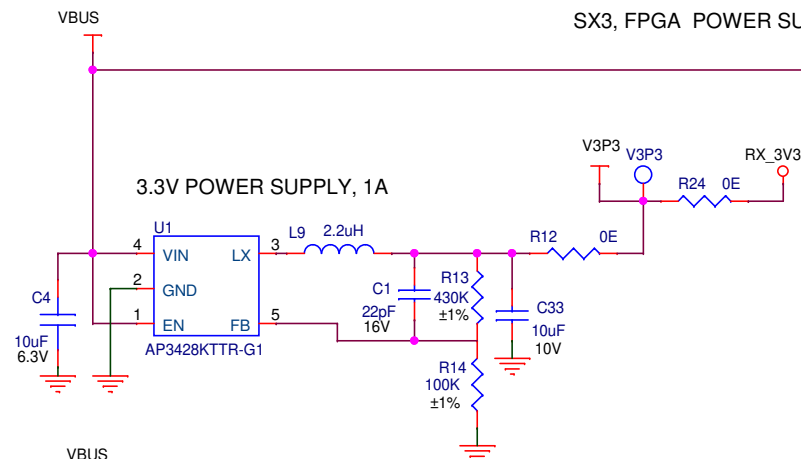 VBUS
SX3, FPGA POWER SU
V3P3
V3P3
RX_3V3
R24 0E
3.3V POWER SUPPLY, 1A
U1
L9 2.2uH
R12 0E
4 VIN LX 3
2 GND
1 EN FB 5
AP3428KTTR-G1
C4
10uF
6.3V
C1
22pF
16V
R13
430K
±1%
C33
10uF
10V
R14
100K
±1%
VBUS